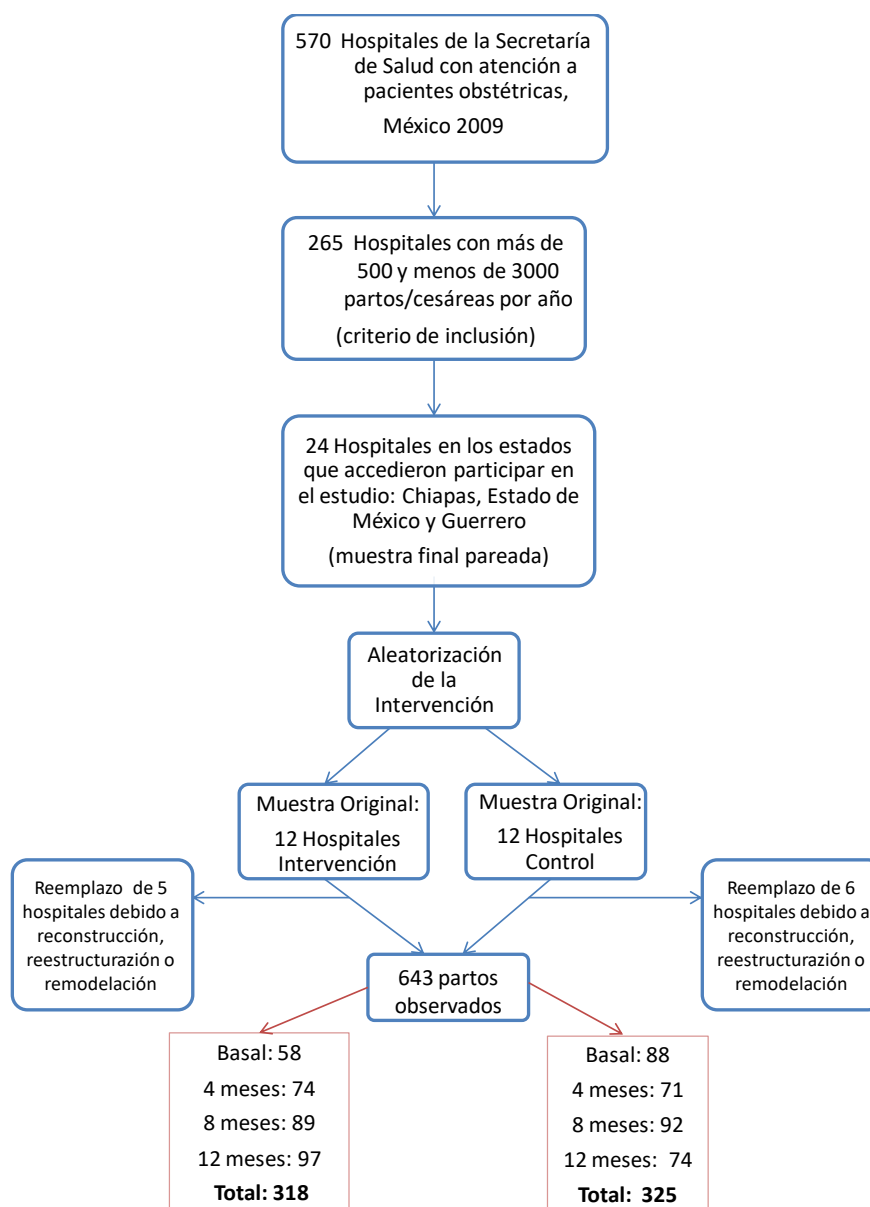 570 Hospitales de la Secretaría
de Salud con atención a
pacientes obstétricas,
México 2009
265 Hospitales con más de
500 y menos de 3000
partos/cesáreas por año
(criterio de inclusión)
24 Hospitales en los estados
que accedieron participar en
el estudio: Chiapas, Estado de
México y Guerrero
(muestra final pareada)
Aleatorización
de la
Intervención
Muestra Original:
12 Hospitales
Intervención
Muestra Original:
12 Hospitales
Control
Reemplazo de 5
hospitales debido a
reconstrucción,
reestructurazión o
remodelación
Reemplazo de 6
hospitales debido a
reconstrucción,
reestructurazión o
remodelación
643 partos
observados
Basal: 58
4 meses: 74
8 meses: 89
12 meses: 97
Total: 318
Basal: 88
4 meses: 71
8 meses: 92
12 meses: 74
Total: 325